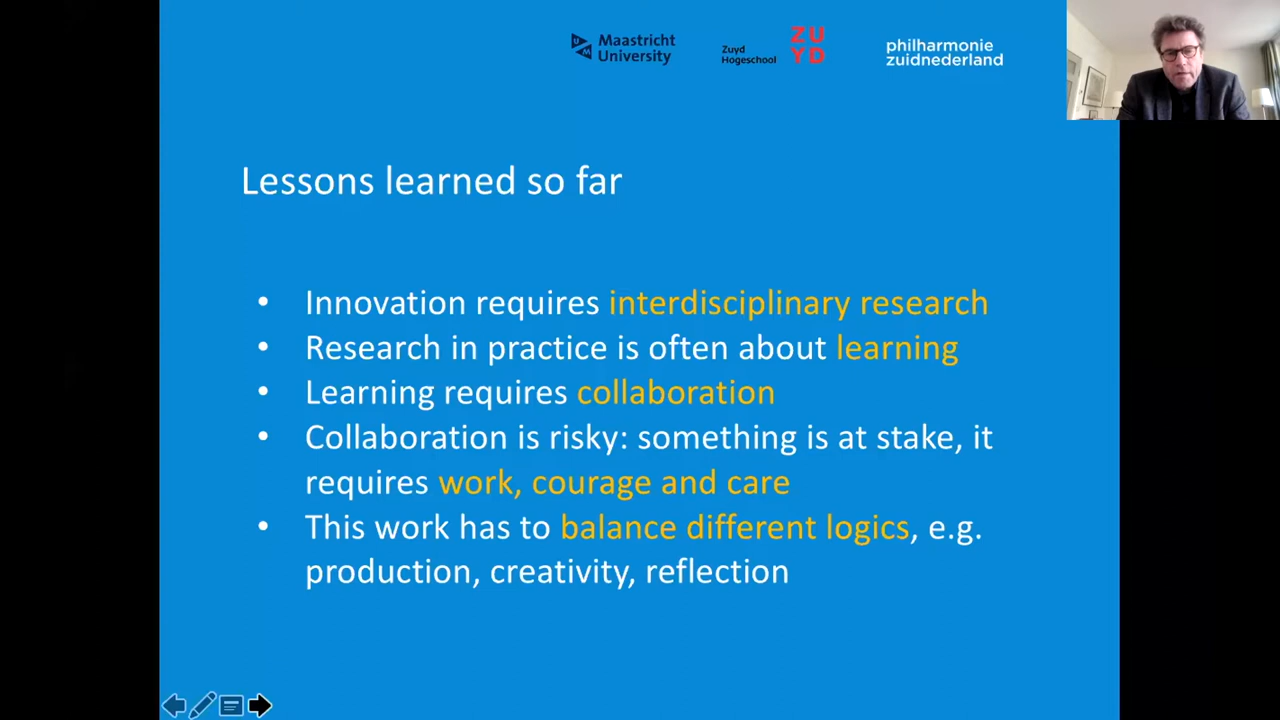 UM
Maastricht
University
Zuyd
Hogeschool
ZU
YD
philharmonie
zuidnederland
Lessons learned so far
• Innovation requires interdisciplinary research
• Research in practice is often about learning
• Learning requires collaboration
• Collaboration is risky: something is at stake, it
requires work, courage and care
• This work has to balance different logics, e.g.
production, creativity, reflection